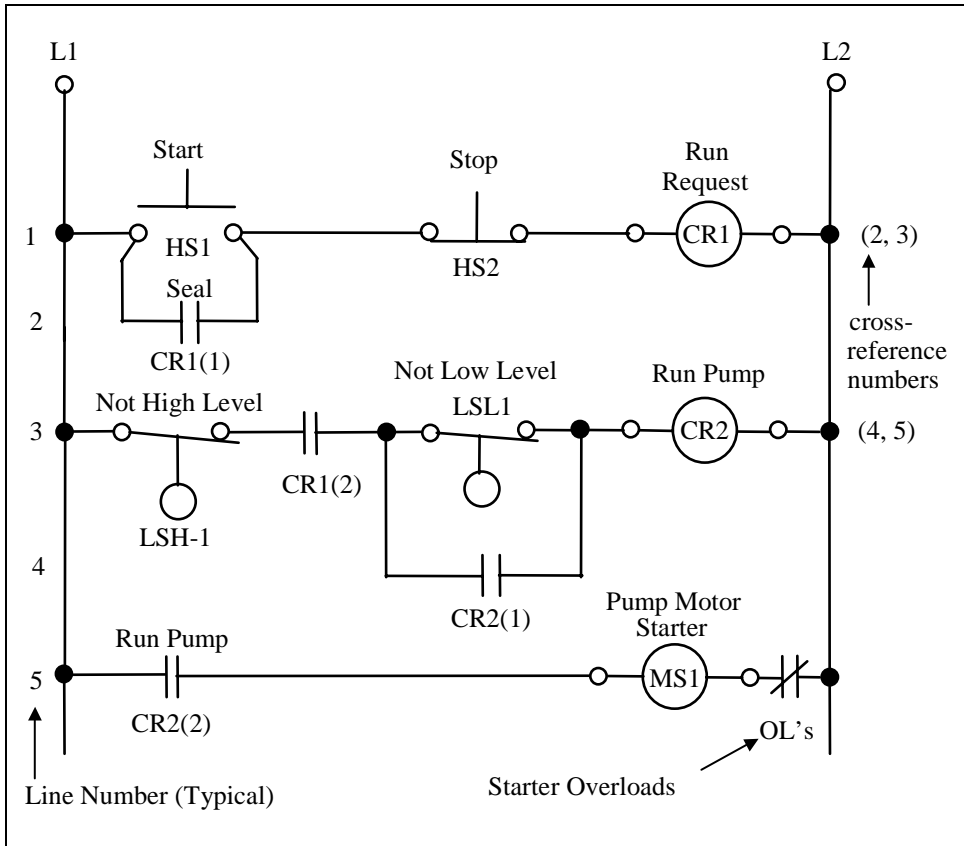 L1
L2
Start
Stop
Run
Request
1
HS1
HS2
CR1
(2, 3)
Seal
2
CR1(1)
cross-
reference
numbers
Not High Level
Not Low Level
LSL1
Run Pump
3
CR2
(4, 5)
CR1(2)
LSH-1
4
CR2(1)
Pump Motor
Starter
Run Pump
5
MS1
CR2(2)
OL’s
Line Number (Typical)
Starter Overloads